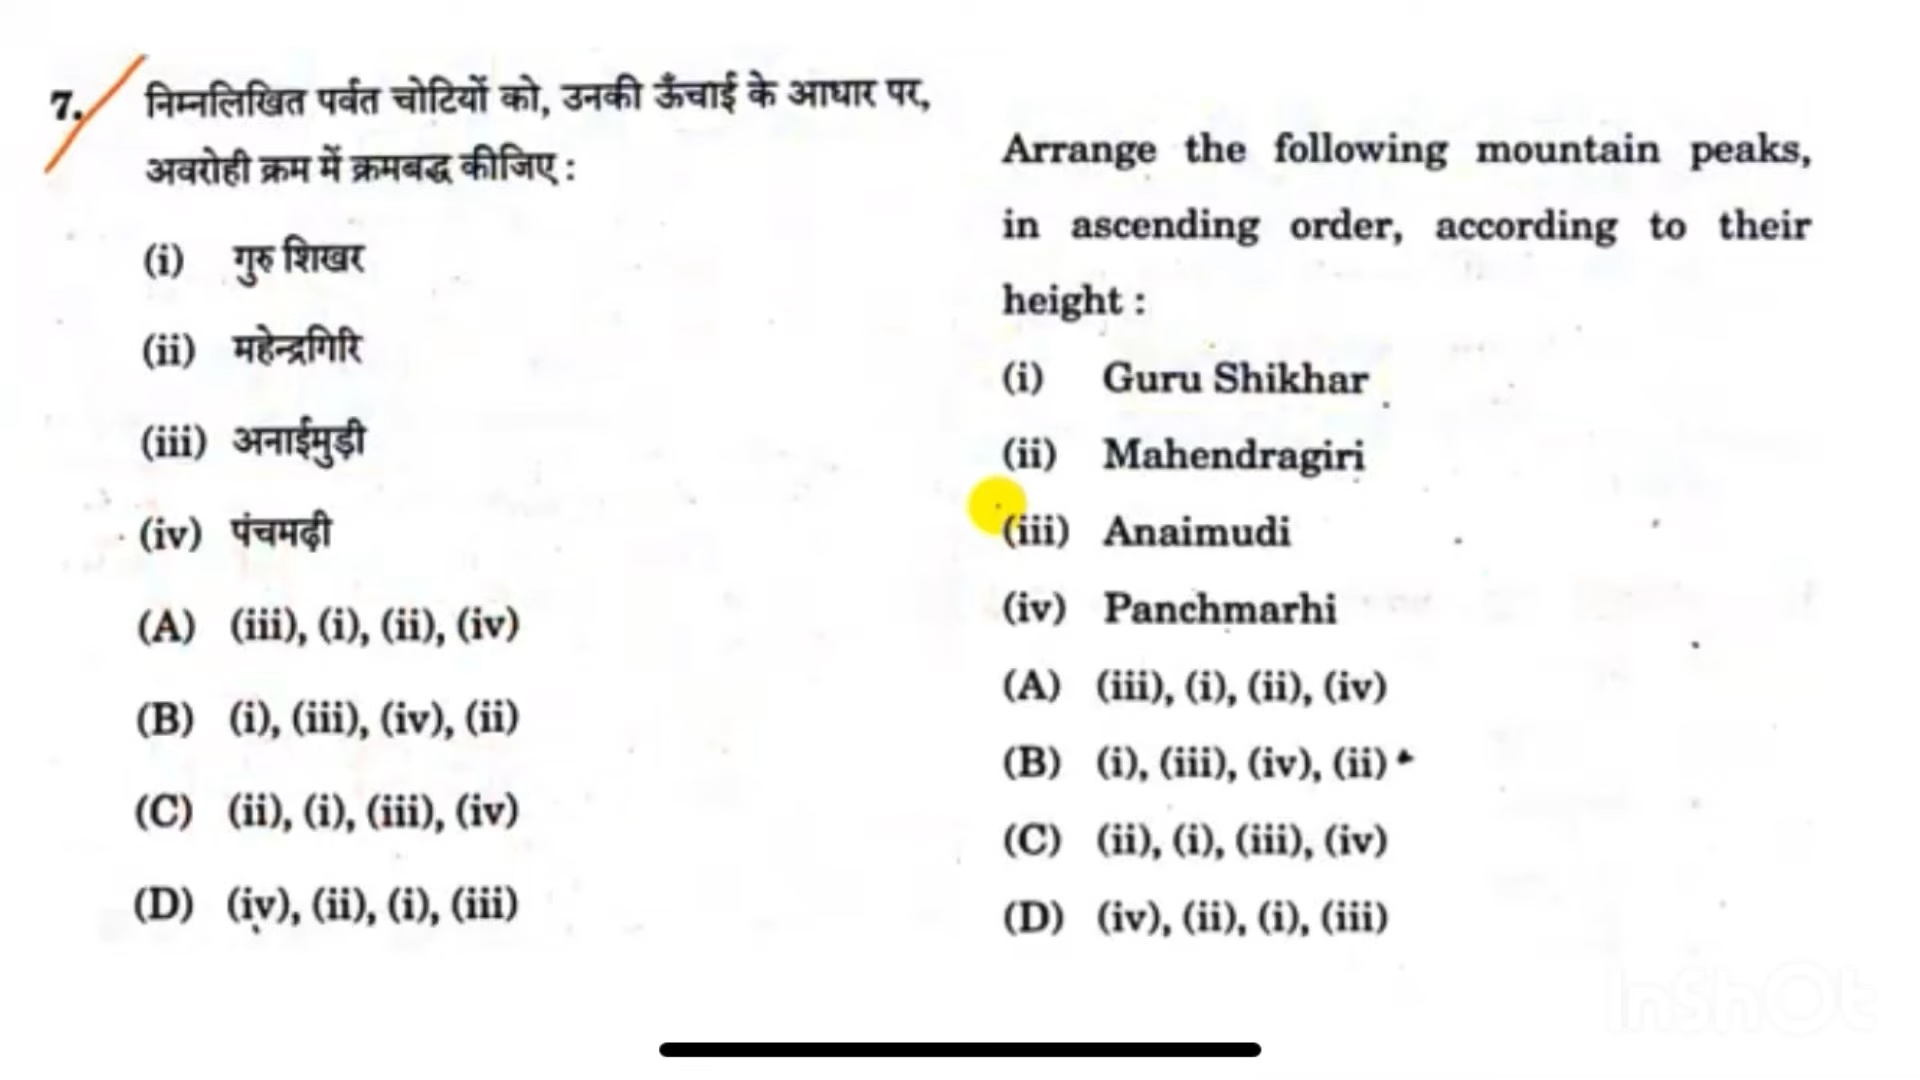 7. निम्नलिखित पर्वत चोटियों को, उनकी ऊँचाई के आधार पर,
अवरोही क्रम में क्रमबद्ध कीजिए :
(i) गुरु शिखर
(ii) महेन्द्रगिरि
(iii) अनाईमुड़ी
(iv) पंचमढ़ी
(A) (iii), (i), (ii), (iv)
(B) (i), (iii), (iv), (ii)
(C) (ii), (i), (iii), (iv)
(D) (iv), (ii), (i), (iii)
Arrange the following mountain peaks,
in ascending order, according to their
height :
(i) Guru Shikhar
(ii) Mahendragiri
(iii) Anaimudi
(iv) Panchmarhi
(A) (iii), (i), (ii), (iv)
(B) (i), (iii), (iv), (ii)
(C) (ii), (i), (iii), (iv)
(D) (iv), (ii), (i), (iii)
InShOt